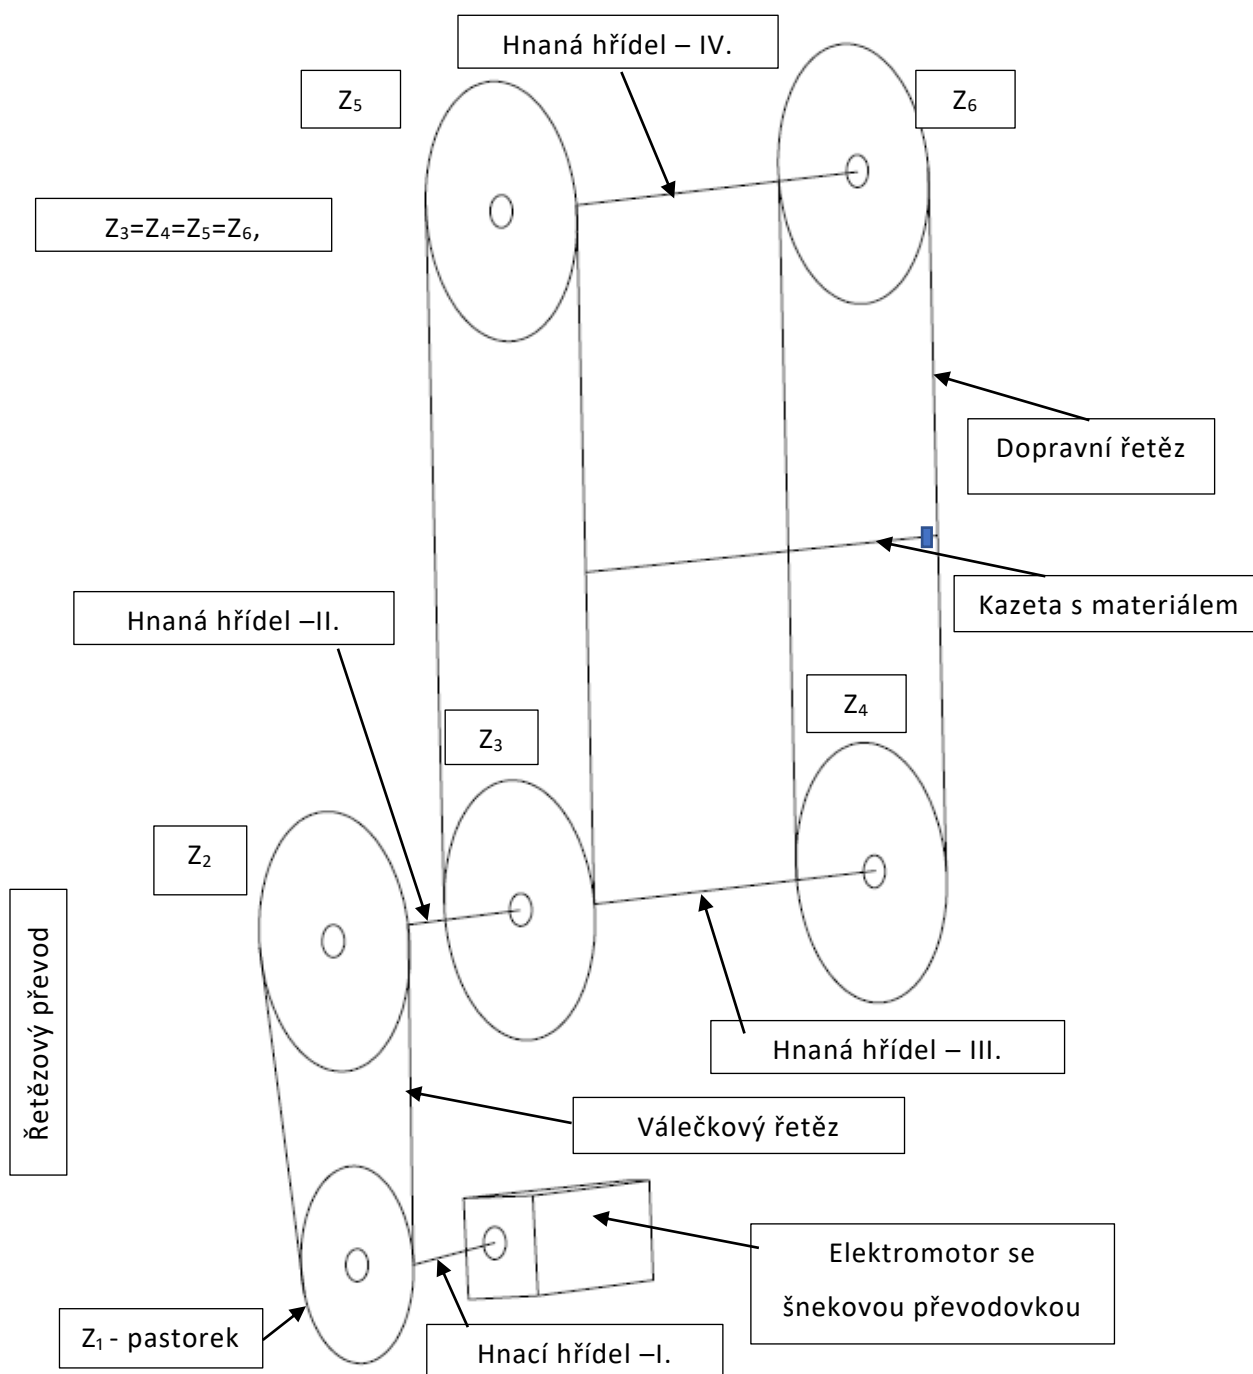 Hnaná hřídel – IV.
Z₅
Z₆
Z₃=Z₄=Z₅=Z₆,
Dopravní řetěz
Kazeta s materiálem
Hnaná hřídel –II.
Z₄
Z₃
Z₂
Řetězový převod
Hnaná hřídel – III.
Válečkový řetěz
Elektromotor se
šnekovou převodovkou
Z₁ - pastorek
Hnací hřídel –I.